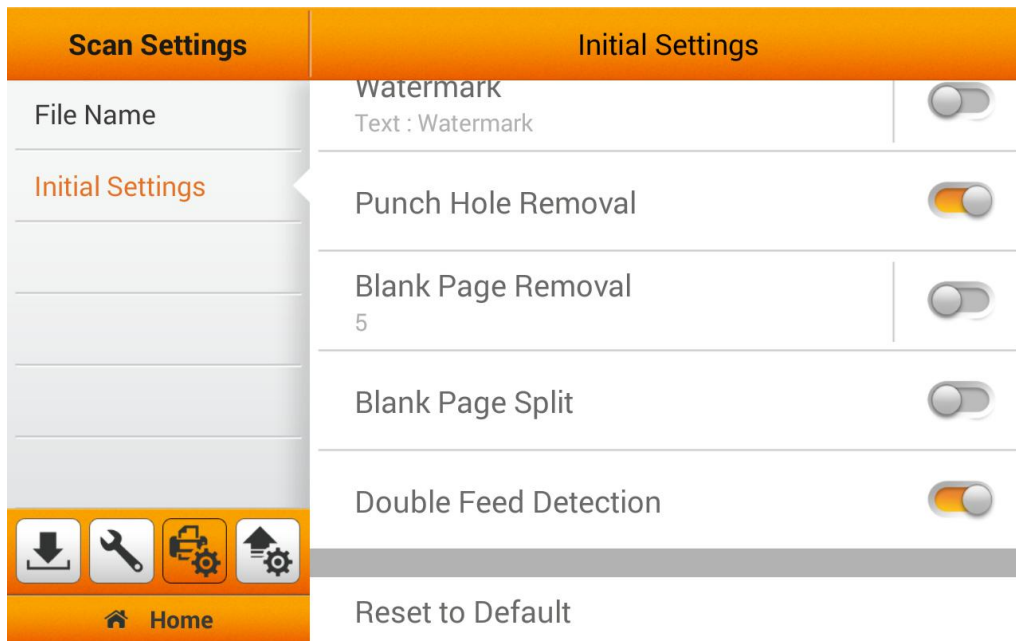 Scan Settings
Initial Settings
File Name
Initial Settings
Watermark
Text : Watermark
Punch Hole Removal
Blank Page Removal
5
Blank Page Split
Double Feed Detection
Reset to Default
Home